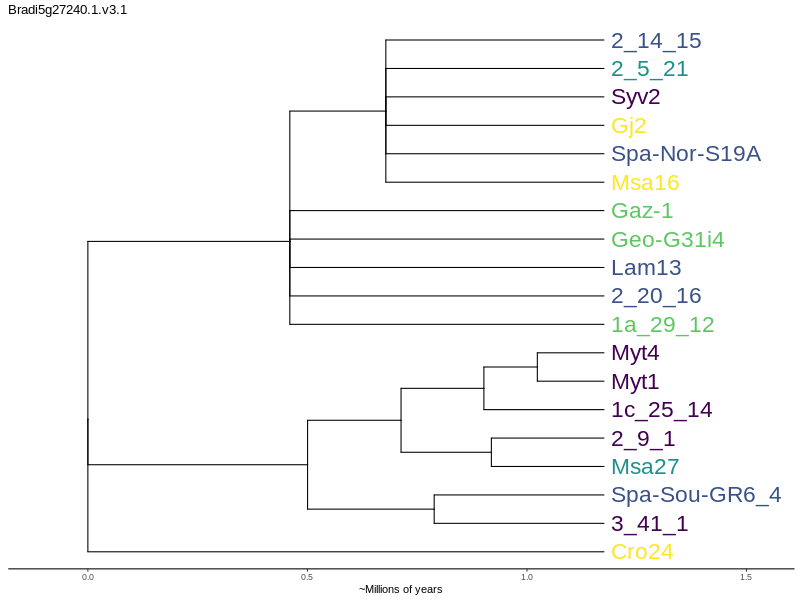 Bradi5g27240.1.v3.1
2_14_15
2_5_21
Syv2
Gj2
Spa-Nor-S19A
Msa16
Gaz-1
Geo-G31i4
Lam13
2_20_16
1a_29_12
Myt4
Myt1
1c_25_14
2_9_1
Msa27
Spa-Sou-GR6_4
3_41_1
Cro24
0.0 0.5 1.0 1.5
~Millions of years